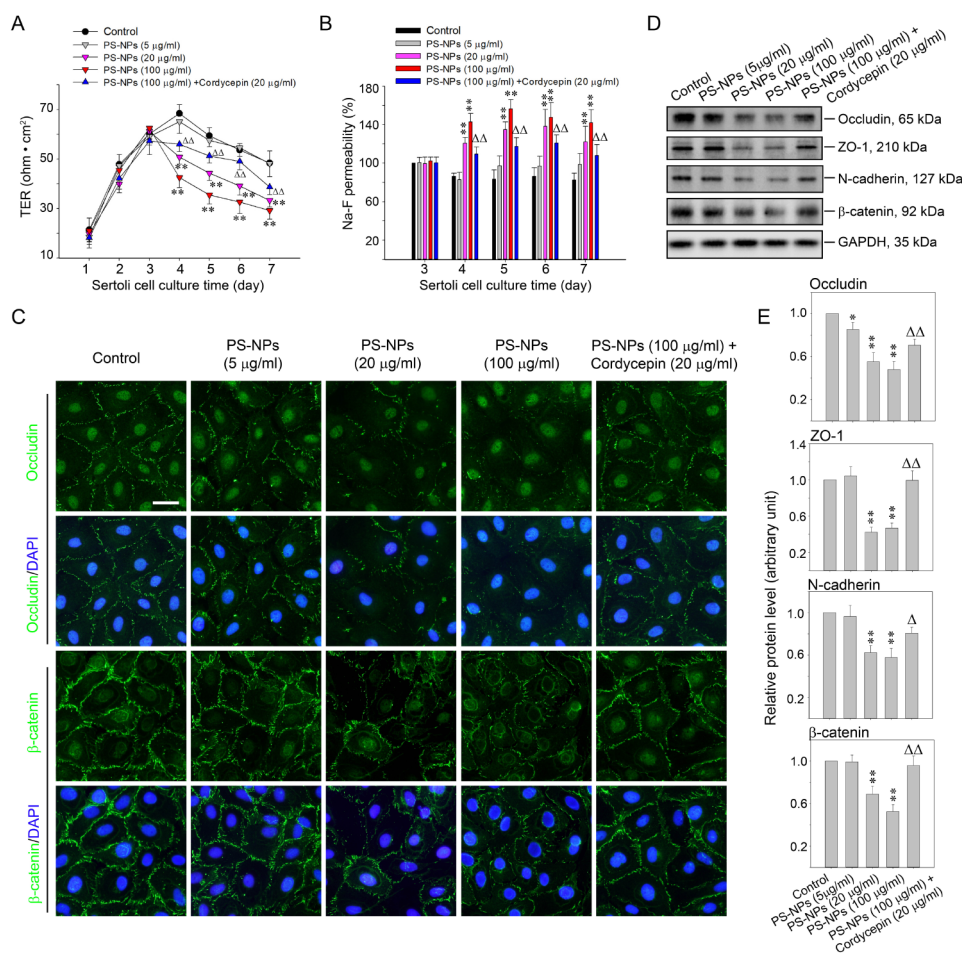 A
Control
PS-NPs (5 μg/ml)
PS-NPs (20 μg/ml)
PS-NPs (100 μg/ml)
PS-NPs (100 μg/ml) +Cordycepin (20 μg/ml)
TER (ohm • cm²)
70
50
30
10
ΔΔ
ΔΔ
ΔΔ
ΔΔ
**
**
**
**
**
**
**
**
1 2 3 4 5 6 7
Sertoli cell culture time (day)
B
Control
PS-NPs (5 μg/ml)
PS-NPs (20 μg/ml)
PS-NPs (100 μg/ml)
PS-NPs (100 μg/ml) +Cordycepin (20 μg/ml)
Na-F permeability (%)
180
140
100
60
20
** ** ΔΔ
** ** ΔΔ
** ** ΔΔ
** ** ΔΔ
3 4 5 6 7
Sertoli cell culture time (day)
D
Control
PS-NPs (5μg/ml)
PS-NPs (20 μg/ml)
PS-NPs (100 μg/ml)
PS-NPs (100 μg/ml) +
Cordycepin (20 μg/ml)
Occludin, 65 kDa
ZO-1, 210 kDa
N-cadherin, 127 kDa
β-catenin, 92 kDa
GAPDH, 35 kDa
C
Control
PS-NPs
(5 μg/ml)
PS-NPs
(20 μg/ml)
PS-NPs
(100 μg/ml)
PS-NPs (100 μg/ml) +
Cordycepin (20 μg/ml)
Occludin
Occludin/DAPI
β-catenin
β-catenin/DAPI
E
Relative protein level (arbitrary unit)
Occludin
1.0
0.6
0.2
* ** ** ΔΔ
ZO-1
1.4
1.0
0.6
0.2
** ** ΔΔ
N-cadherin
1.0
0.6
0.2
** ** Δ
β-catenin
1.0
0.6
0.2
** ** ΔΔ
Control
PS-NPs (5μg/ml)
PS-NPs (20 μg/ml)
PS-NPs (100 μg/ml)
PS-NPs (100 μg/ml) +
Cordycepin (20 μg/ml)